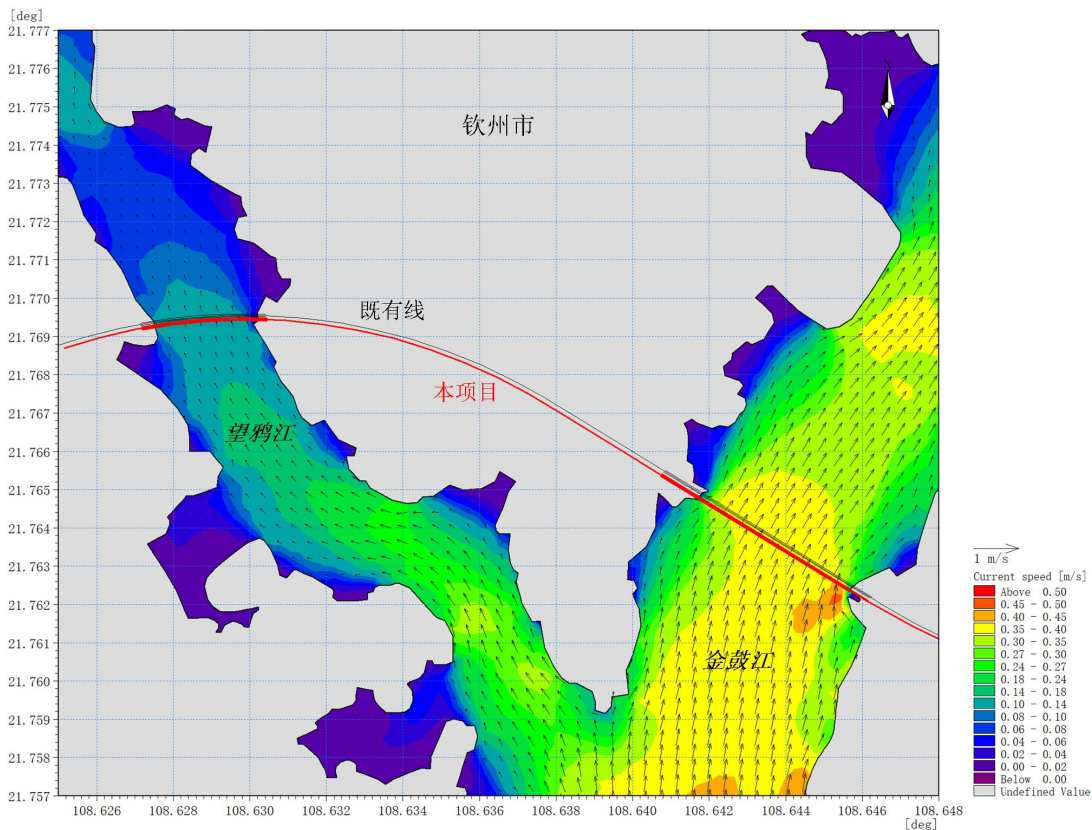 [deg]
21.777
21.776
21.775
21.774
21.773
21.772
21.771
21.770
21.769
21.768
21.767
21.766
21.765
21.764
21.763
21.762
21.761
21.760
21.759
21.758
21.757
钦州市
N
既有线
本项目
望鸦江
金鼓江
1 m/s
Current speed [m/s]
Above 0.50
0.45 - 0.50
0.40 - 0.45
0.35 - 0.40
0.30 - 0.35
0.27 - 0.30
0.24 - 0.27
0.18 - 0.24
0.14 - 0.18
0.10 - 0.14
0.08 - 0.10
0.06 - 0.08
0.04 - 0.06
0.02 - 0.04
0.00 - 0.02
Below 0.00
Undefined Value
108.626 108.628 108.630 108.632 108.634 108.636 108.638 108.640 108.642 108.644 108.646 108.648
[deg]